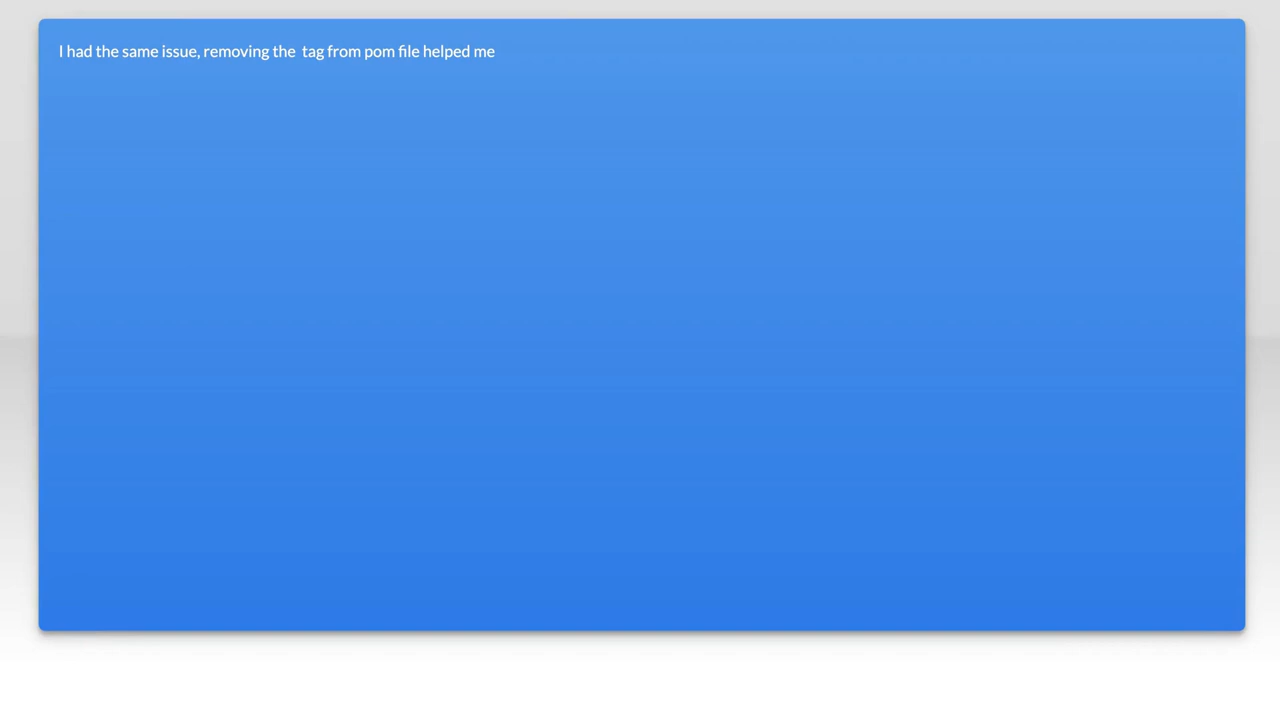 I had the same issue, removing the  tag from pom file helped me